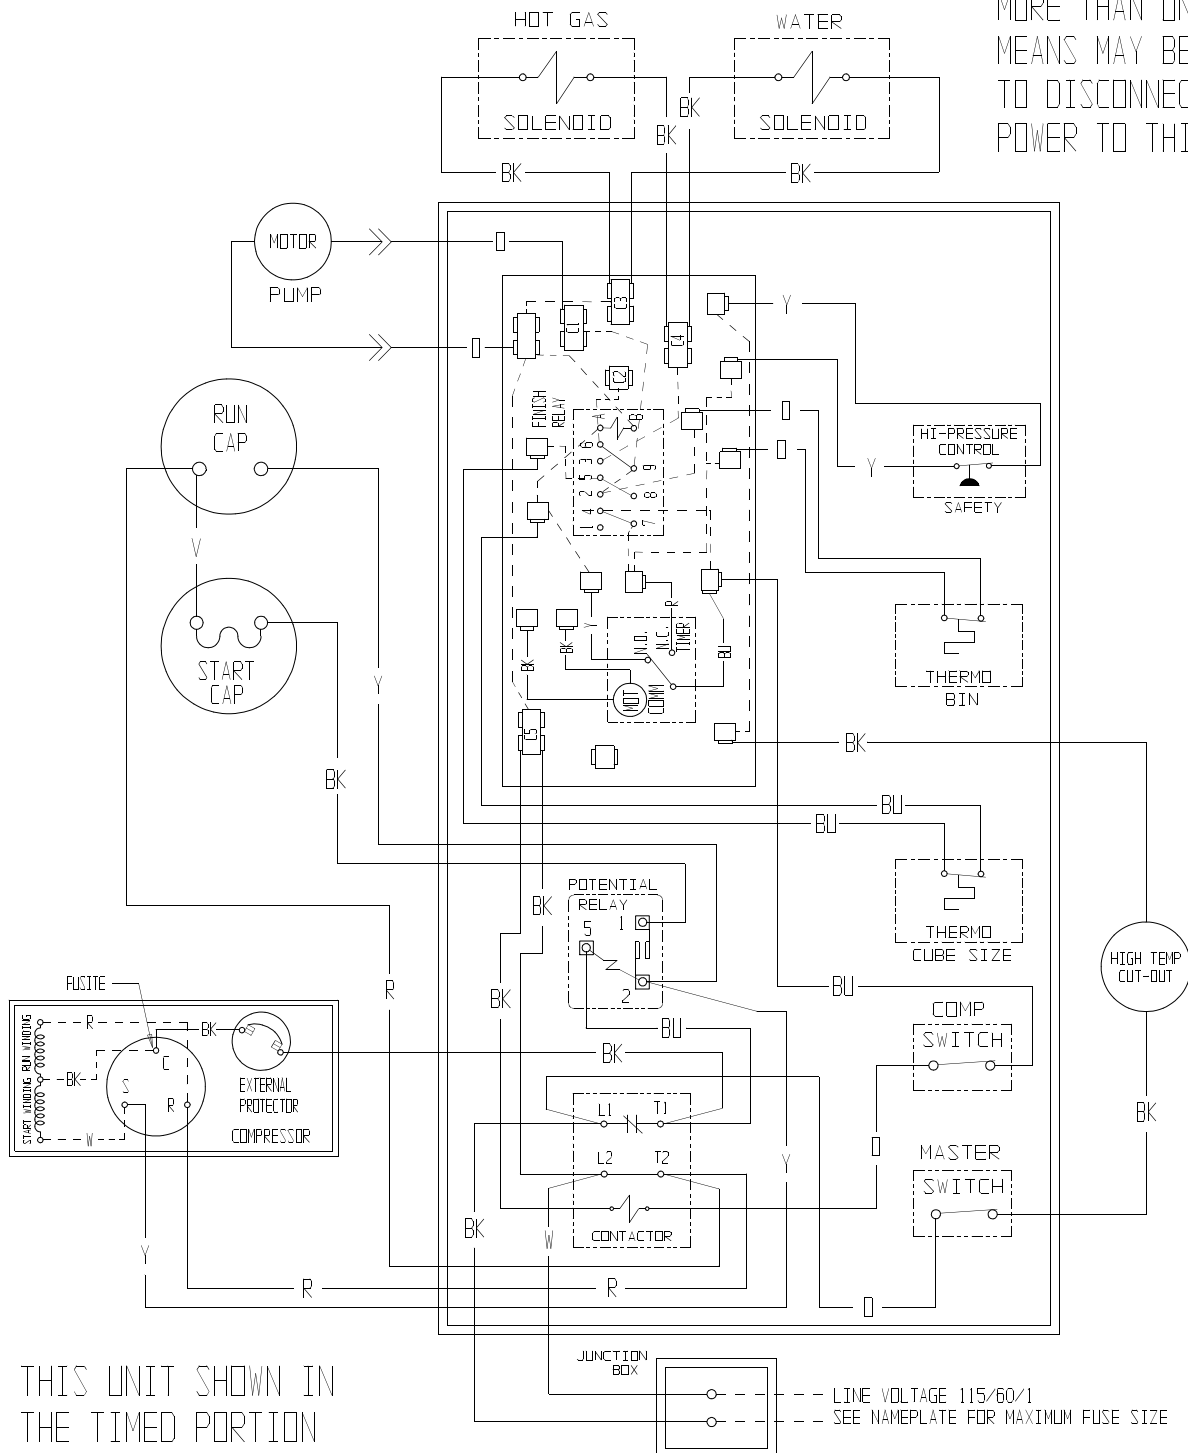 HOT GAS
WATER
MORE THAN
MEANS MAY BE
TO DISCONNEC
POWER TO THI
SOLENOID
SOLENOID
BK
BK
BK
BK
MOTOR
PUMP
O
O
C1
C3
C4
C2
Y
RUN
CAP
FINISH
RELAY
A
B
6
3
5
2
4
1
9
8
7
O
O
Y
HI-PRESSURE
CONTROL
SAFETY
V
START
CAP
Y
BK
BK
BK
Y
R
N.O.
N.C.
TIMER
BU
MOT
COMM
C5
THERMO
BIN
BK
BU
BU
THERMO
CUBE SIZE
HIGH TEMP
CUT-OUT
POTENTIAL
RELAY
5
1
2
BK
BK
R
BU
BU
BK
FUSITE
START WINDING RUN WINDING
R
BK
W
BK
C
S
R
EXTERNAL
PROTECTOR
COMPRESSOR
COMP
SWITCH
L1
T1
L2
T2
CONTACTOR
Y
O
BK
MASTER
SWITCH
BK
W
Y
R
R
O
JUNCTION
BOX
LINE VOLTAGE 115/60/1
SEE NAMEPLATE FOR MAXIMUM FUSE SIZE
THIS UNIT SHOWN IN
THE TIMED PORTION